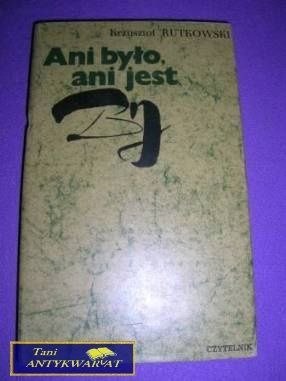 Krzysztof RUTKOWSKI
Ani było,
ani jest
CZYTELNIK
Tani
ANTYKWARIAT